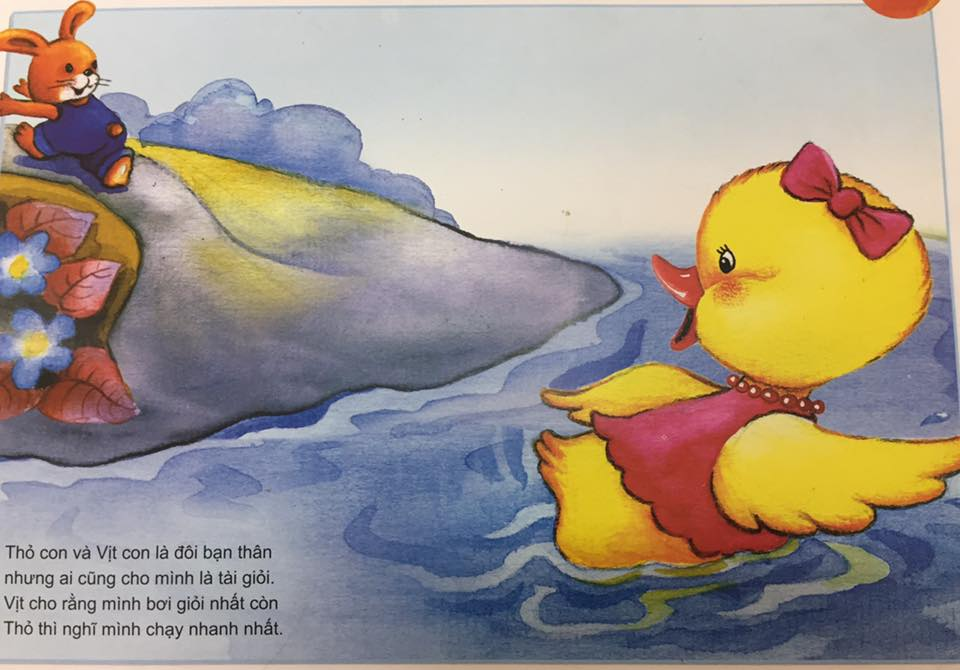 Thỏ con và Vịt con là đôi bạn thân
nhưng ai cũng cho mình là tài giỏi.
Vịt cho rằng mình bơi giỏi nhất còn
Thỏ thì nghĩ mình chạy nhanh nhất.